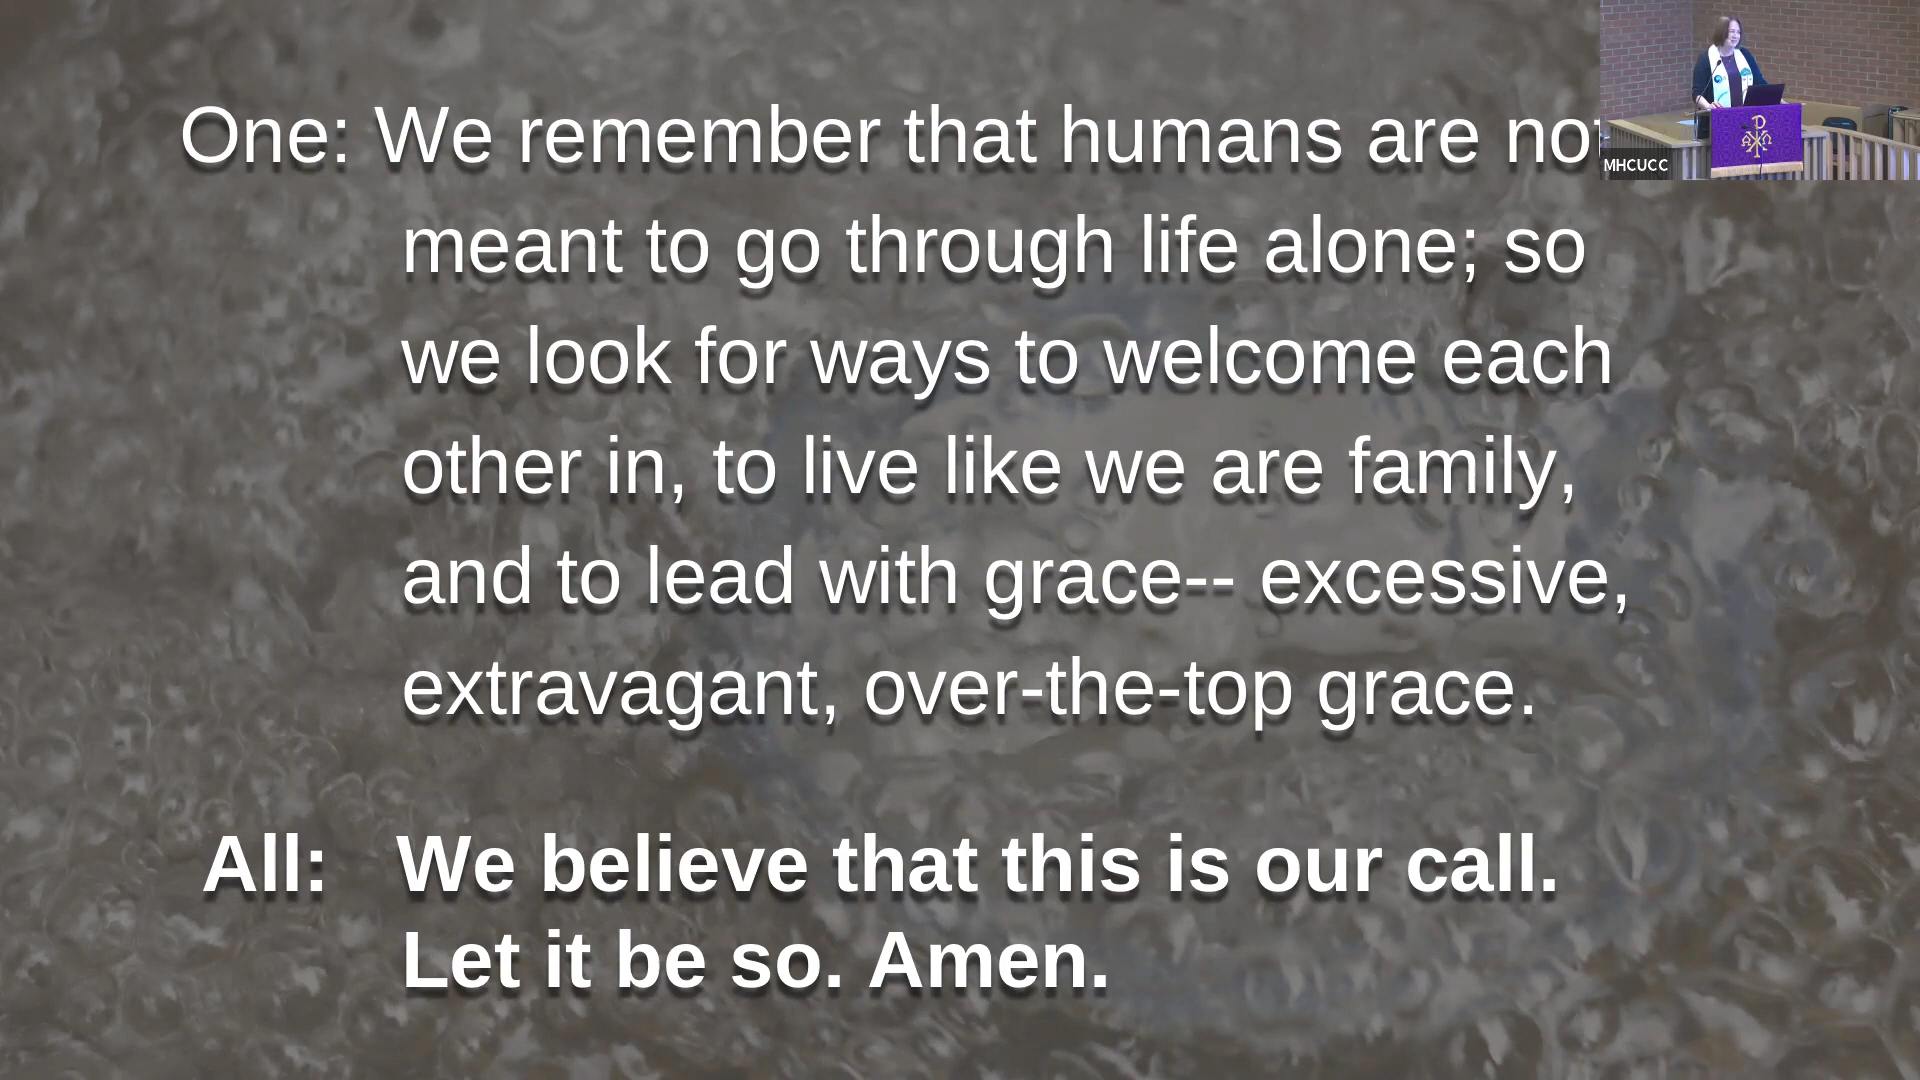 One: We remember that humans are not
meant to go through life alone; so
we look for ways to welcome each
other in, to live like we are family,
and to lead with grace-- excessive,
extravagant, over-the-top grace.
All: We believe that this is our call.
Let it be so. Amen.
MHCUCC